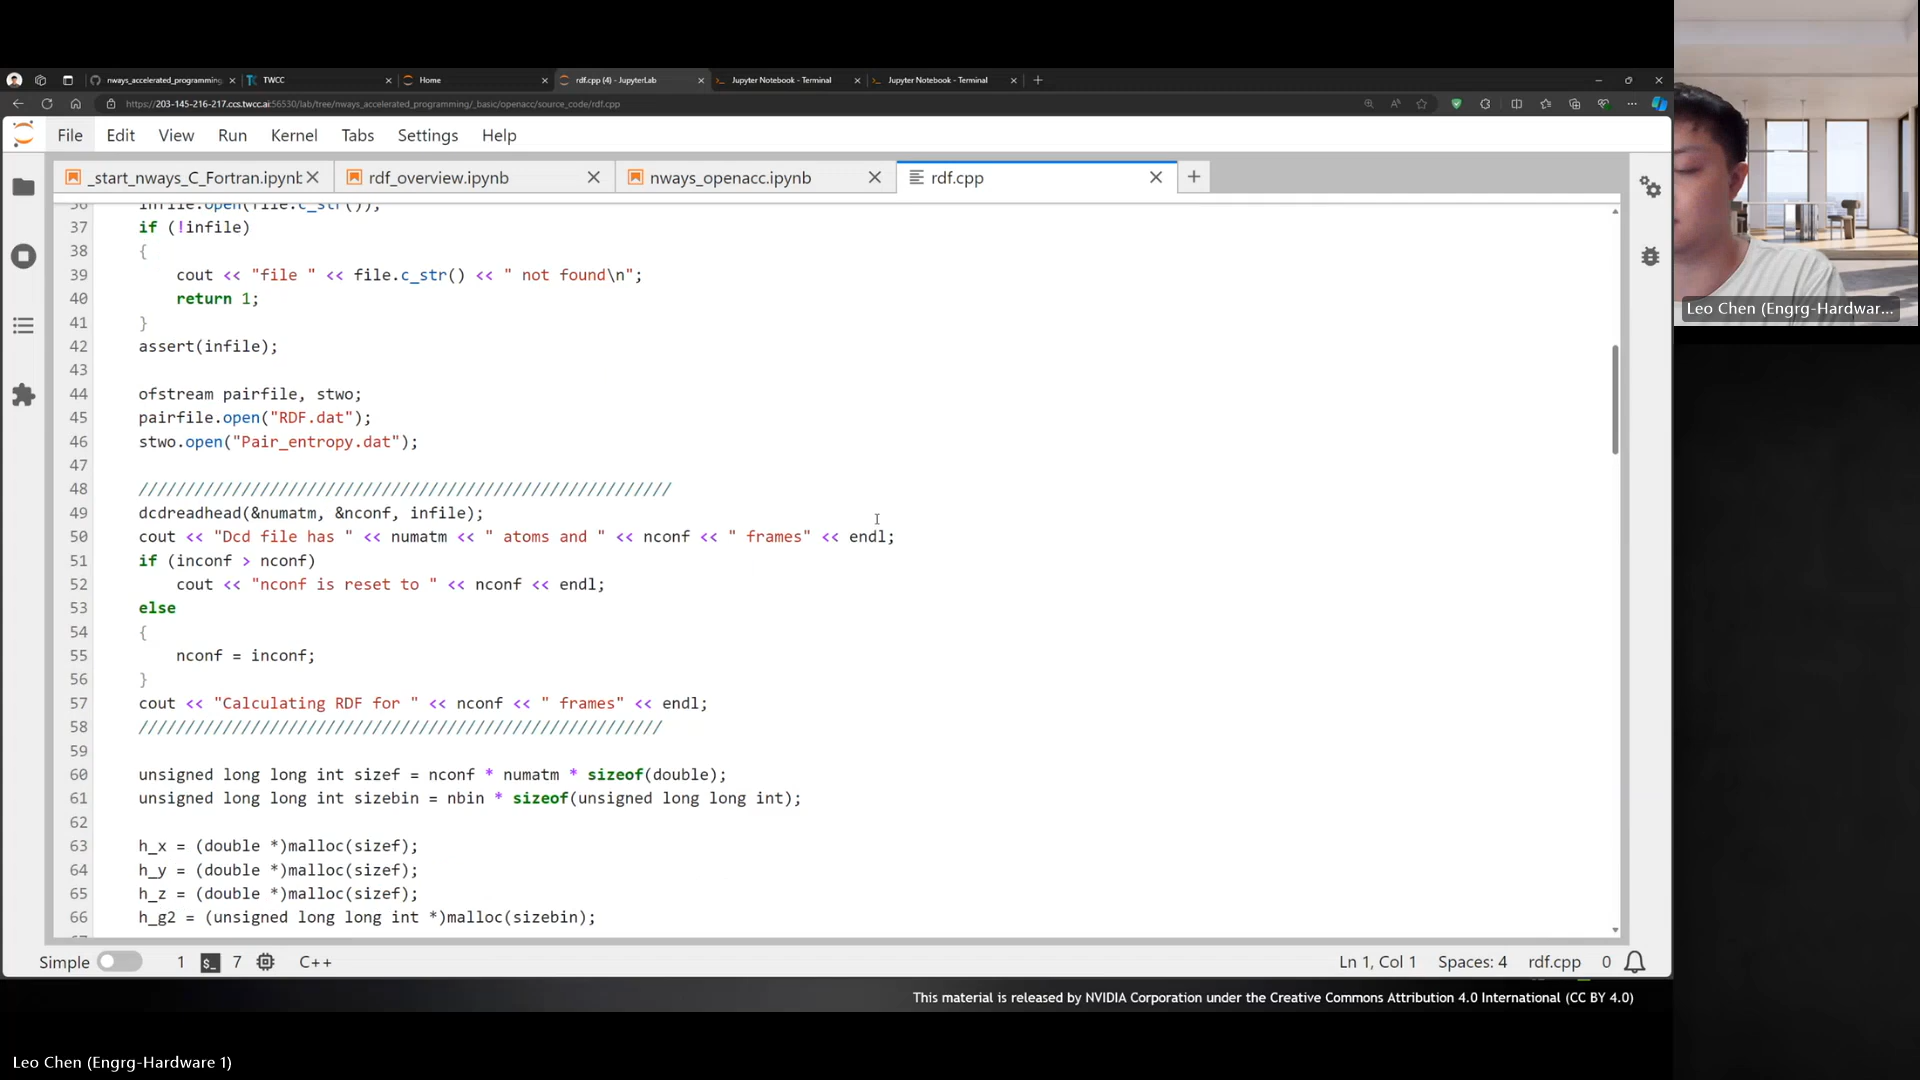 nways_accelerated_programming.
TWCC
Home
rdf.cpp (4) - JupyterLab
Jupyter Notebook - Terminal
Jupyter Notebook - Terminal
https://203-145-216-217.ccs.twcc.ai:56530/lab/tree/nways_accelerated_programming/_basic/openacc/source_code/rdf.cpp
File Edit View Run Kernel Tabs Settings Help
_start_nways_C_Fortran.ipynb
rdf_overview.ipynb
nways_openacc.ipynb
rdf.cpp
36 infile.open(file.c_str());
37 if (!infile)
38 {
39 cout << "file " << file.c_str() << " not found\n";
40 return 1;
41 }
42 assert(infile);
43
44 ofstream pairfile, stwo;
45 pairfile.open("RDF.dat");
46 stwo.open("Pair_entropy.dat");
47
48 /////////////////////////////////////////////////////////
49 dcdreadhead(&numatm, &nconf, infile);
50 cout << "Dcd file has " << numatm << " atoms and " << nconf << " frames" << endl;
51 if (inconf > nconf)
52 cout << "nconf is reset to " << nconf << endl;
53 else
54 {
55 nconf = inconf;
56 }
57 cout << "Calculating RDF for " << nconf << " frames" << endl;
58 ////////////////////////////////////////////////////////
59
60 unsigned long long int sizef = nconf * numatm * sizeof(double);
61 unsigned long long int sizebin = nbin * sizeof(unsigned long long int);
62
63 h_x = (double *)malloc(sizef);
64 h_y = (double *)malloc(sizef);
65 h_z = (double *)malloc(sizef);
66 h_g2 = (unsigned long long int *)malloc(sizebin);
Simple 1 $_ 7 C++ Ln 1, Col 1 Spaces: 4 rdf.cpp 0
This material is released by NVIDIA Corporation under the Creative Commons Attribution 4.0 International (CC BY 4.0)
Leo Chen (Engrg-Hardwar...
Leo Chen (Engrg-Hardware 1)